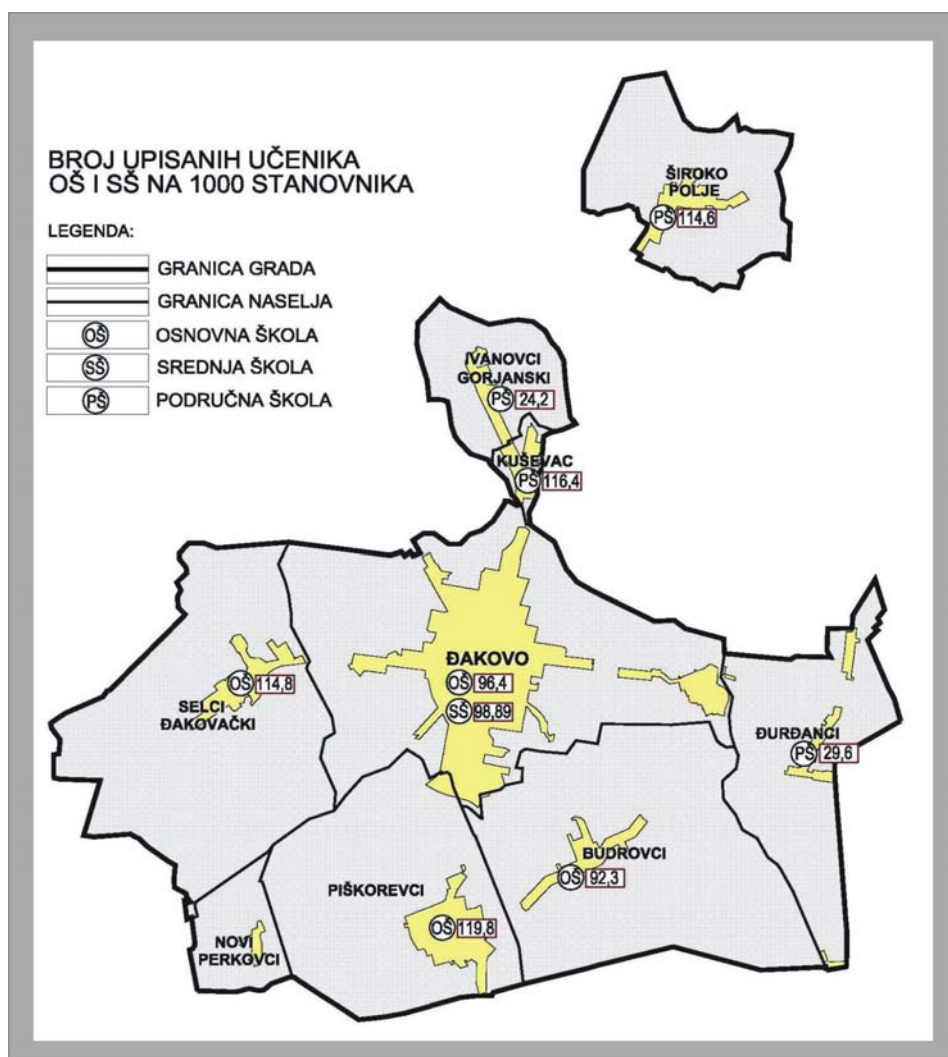 BROJ UPISANIH UČENIKA
OŠ I SŠ NA 1000 STANOVNIKA
LEGENDA:
GRANICA GRADA
GRANICA NASELJA
OŠ OSNOVNA ŠKOLA
SŠ SREDNJA ŠKOLA
PŠ PODRUČNA ŠKOLA
ŠIROKO
POLJE
PŠ 114,6
IVANOVCI
GORJANSKI
PŠ 24,2
KUŠEVAC
PŠ 116,4
ĐAKOVO
OŠ 96,4
SŠ 98,89
OŠ 114,8
SELCI
ĐAKOVAČKI
ĐURĐANCI
PŠ 29,6
BUDROVCI
OŠ 92,3
PIŠKOREVCI
OŠ 119,8
NOVI
PERKOVCI